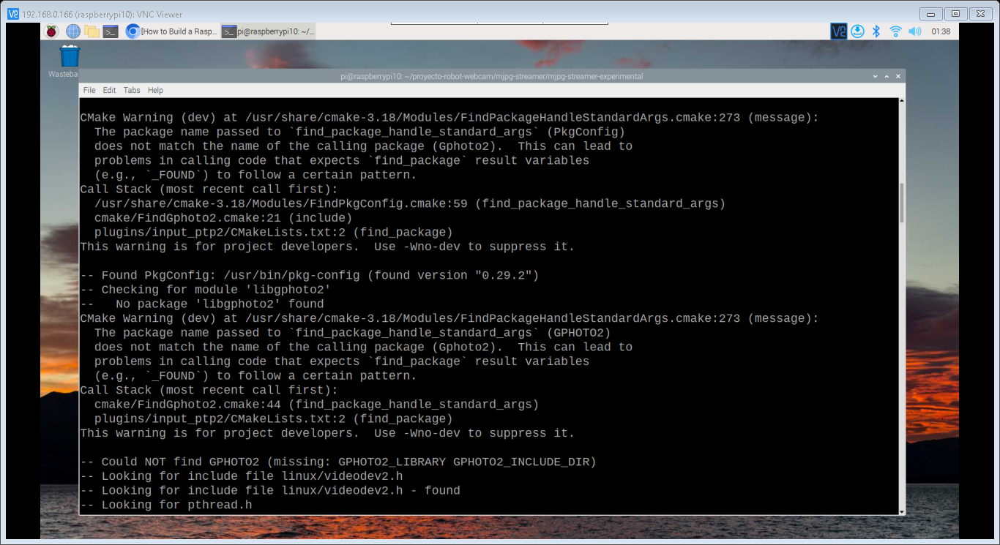 192.168.0.166 (raspberrypi10): VNC Viewer
[How to Build a Rasp...
pi@raspberrypi10: ~/...
01:38
Wasteba
pi@raspberrypi10: ~/proyecto-robot-webcam/mjpg-streamer/mjpg-streamer-experimental
File Edit Tabs Help
CMake Warning (dev) at /usr/share/cmake-3.18/Modules/FindPackageHandleStandardArgs.cmake:273 (message):
  The package name passed to `find_package_handle_standard_args` (PkgConfig)
  does not match the name of the calling package (Gphoto2).  This can lead to
  problems in calling code that expects `find_package` result variables
  (e.g., `_FOUND`) to follow a certain pattern.
Call Stack (most recent call first):
  /usr/share/cmake-3.18/Modules/FindPkgConfig.cmake:59 (find_package_handle_standard_args)
  cmake/FindGphoto2.cmake:21 (include)
  plugins/input_ptp2/CMakeLists.txt:2 (find_package)
This warning is for project developers.  Use -Wno-dev to suppress it.
-- Found PkgConfig: /usr/bin/pkg-config (found version "0.29.2")
-- Checking for module 'libgphoto2'
--   No package 'libgphoto2' found
CMake Warning (dev) at /usr/share/cmake-3.18/Modules/FindPackageHandleStandardArgs.cmake:273 (message):
  The package name passed to `find_package_handle_standard_args` (GPHOTO2)
  does not match the name of the calling package (Gphoto2).  This can lead to
  problems in calling code that expects `find_package` result variables
  (e.g., `_FOUND`) to follow a certain pattern.
Call Stack (most recent call first):
  cmake/FindGphoto2.cmake:44 (find_package_handle_standard_args)
  plugins/input_ptp2/CMakeLists.txt:2 (find_package)
This warning is for project developers.  Use -Wno-dev to suppress it.
-- Could NOT find GPHOTO2 (missing: GPHOTO2_LIBRARY GPHOTO2_INCLUDE_DIR)
-- Looking for include file linux/videodev2.h
-- Looking for include file linux/videodev2.h - found
-- Looking for pthread.h